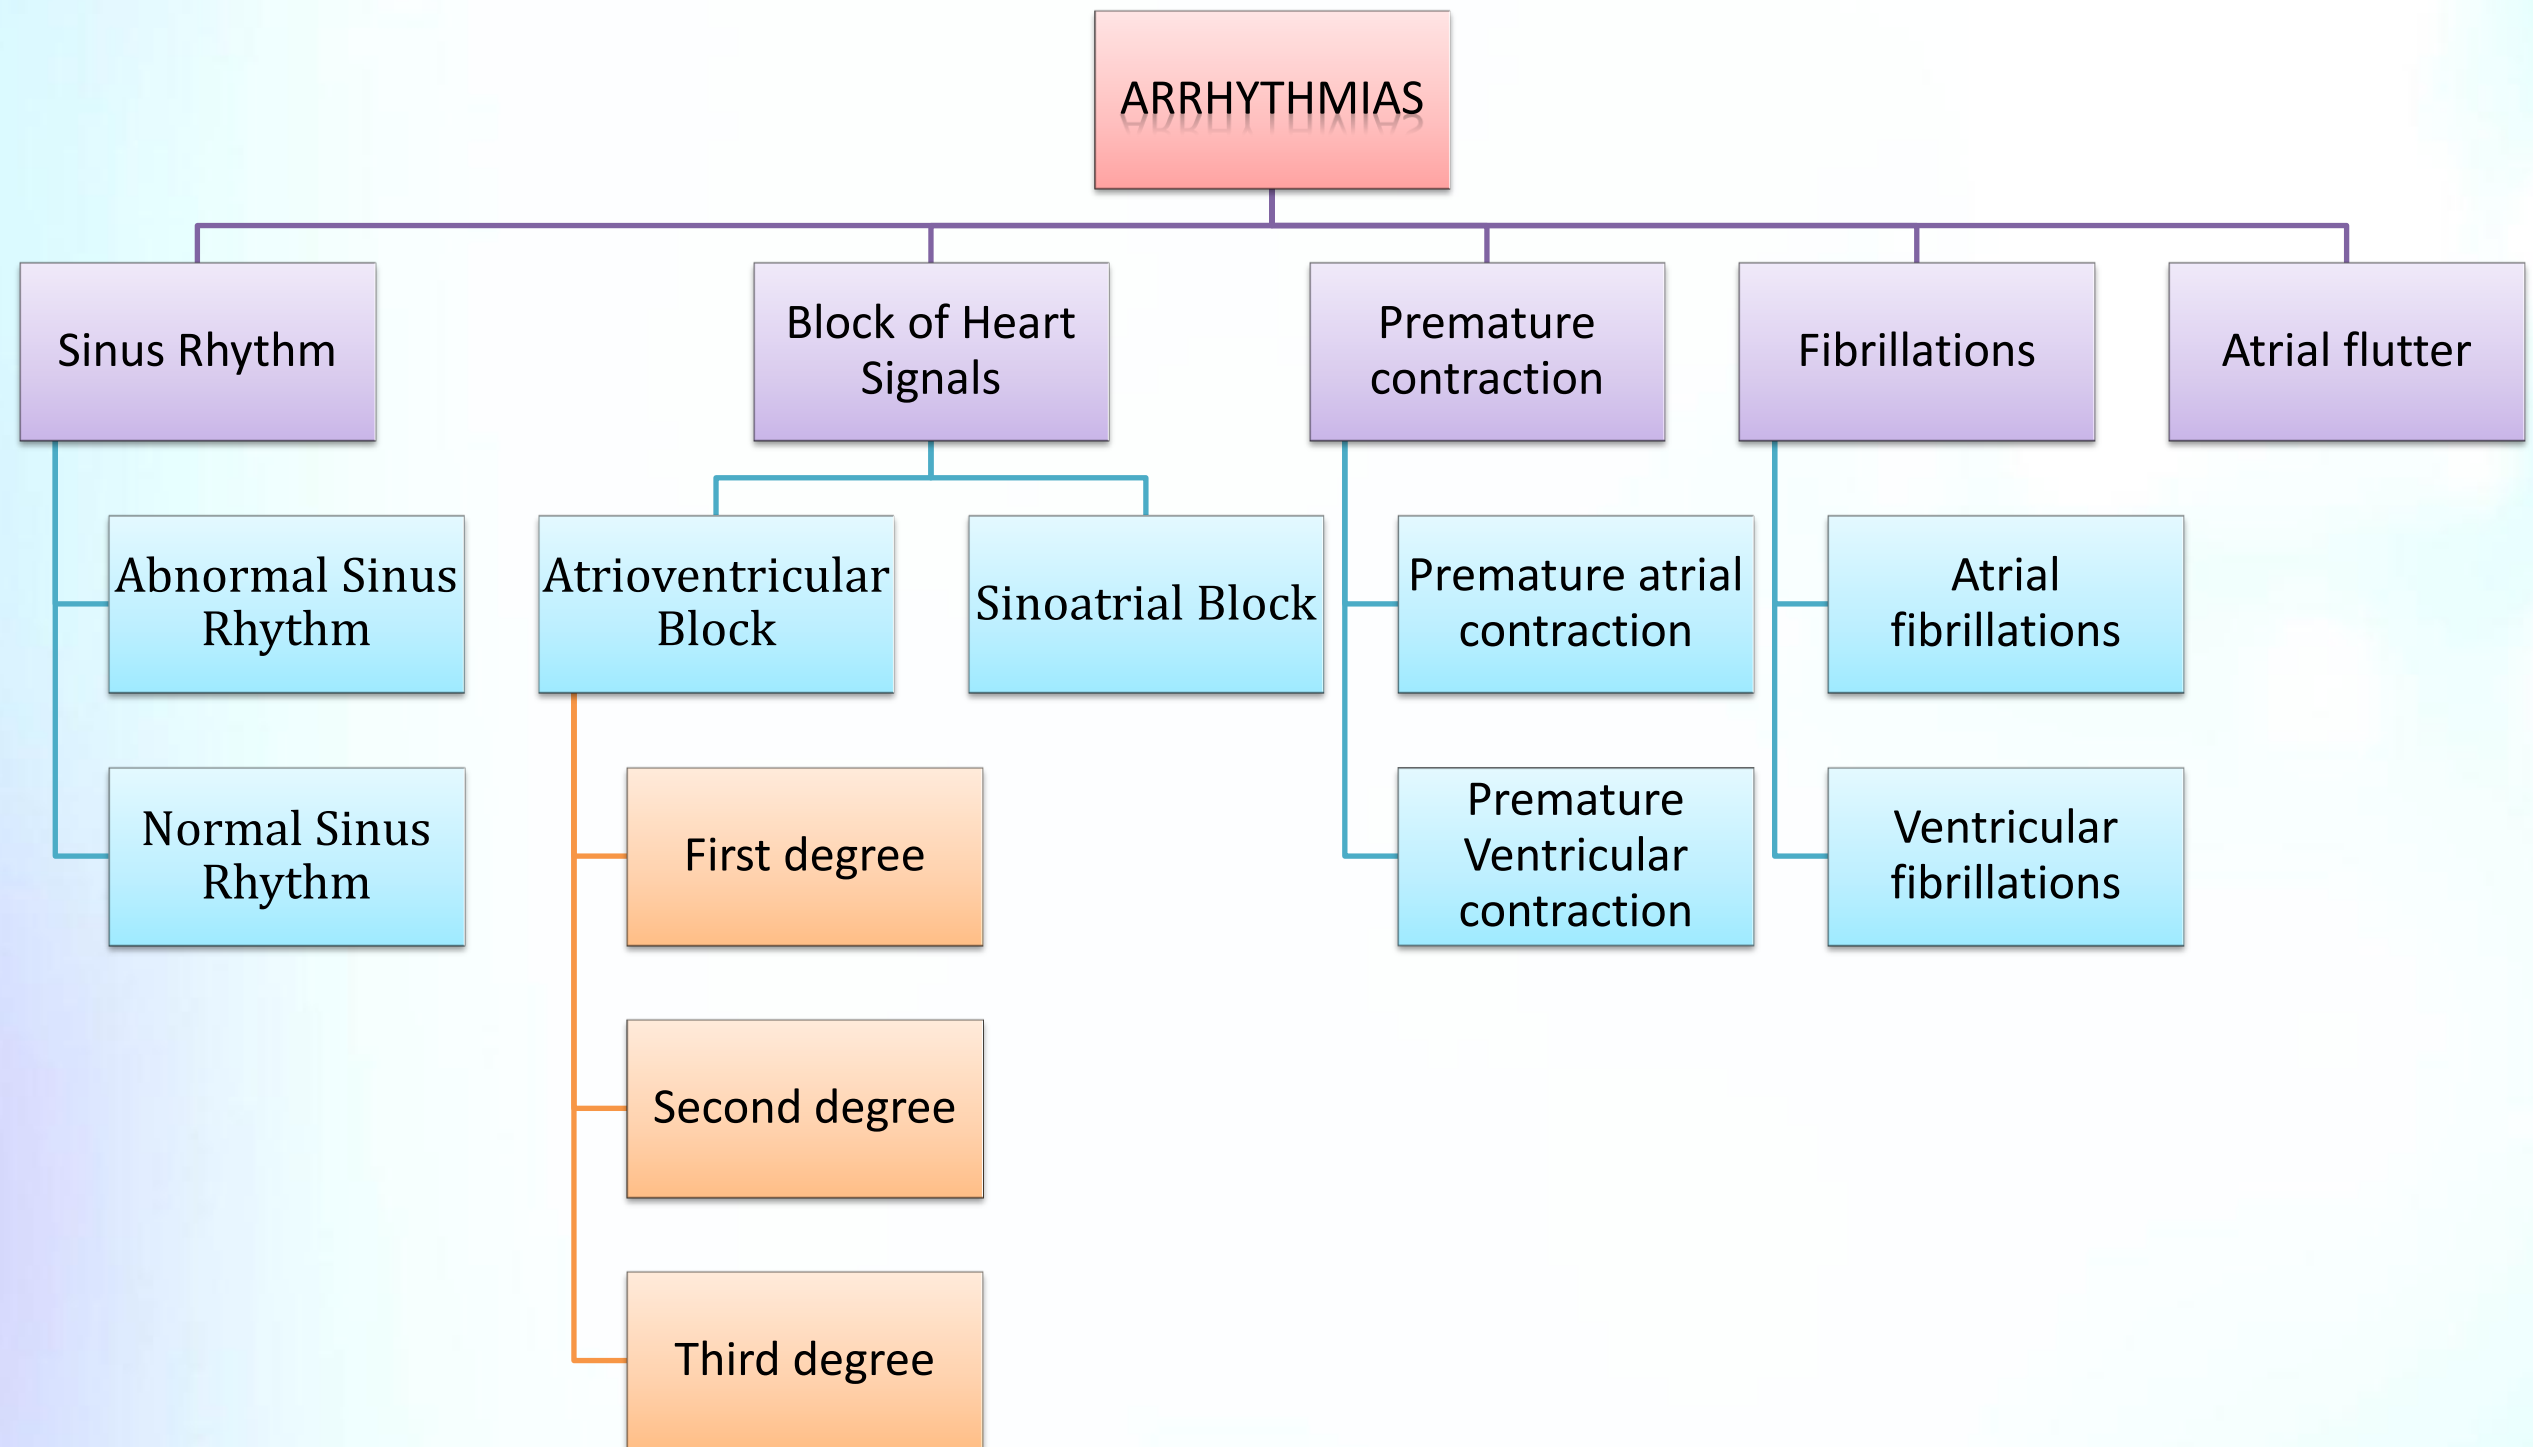 ARRHYTHMIAS
Sinus Rhythm
Block of Heart
Signals
Premature
contraction
Fibrillations
Atrial flutter
Abnormal Sinus
Rhythm
Atrioventricular
Block
Sinoatrial Block
Premature atrial
contraction
Atrial
fibrillations
Normal Sinus
Rhythm
First degree
Premature
Ventricular
contraction
Ventricular
fibrillations
Second degree
Third degree